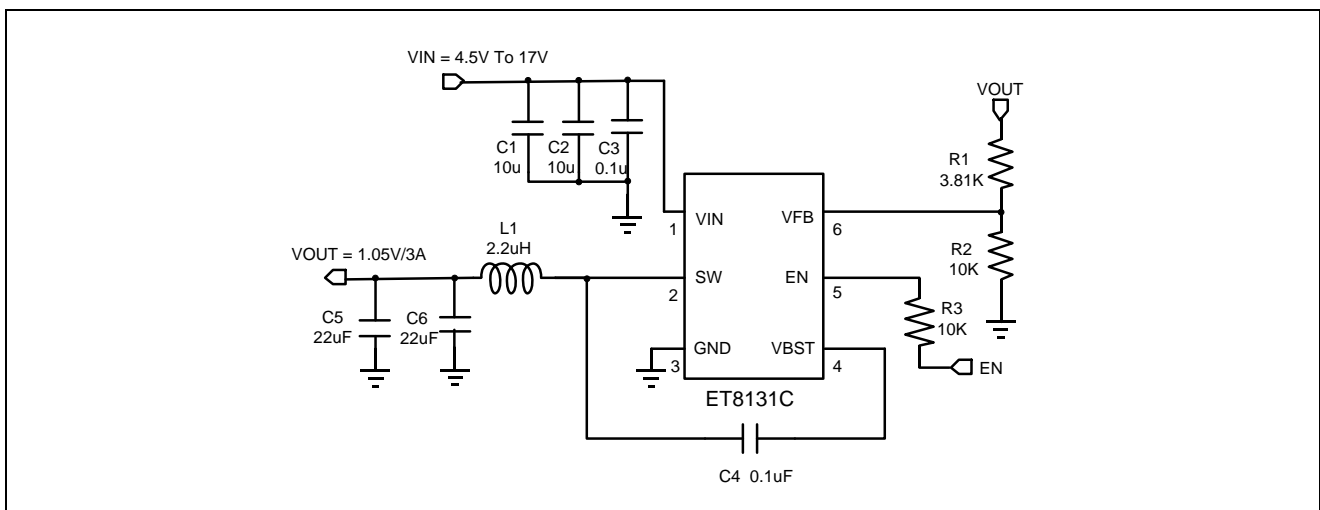 VIN = 4.5V To 17V
C1
10u
C2
10u
C3
0.1u
VOUT
R1
3.81K
R2
10K
VIN
1
VFB
6
L1
2.2uH
VOUT = 1.05V/3A
SW
2
EN
5
R3
10K
EN
C5
22uF
C6
22uF
GND
3
VBST
4
ET8131C
C4 0.1uF